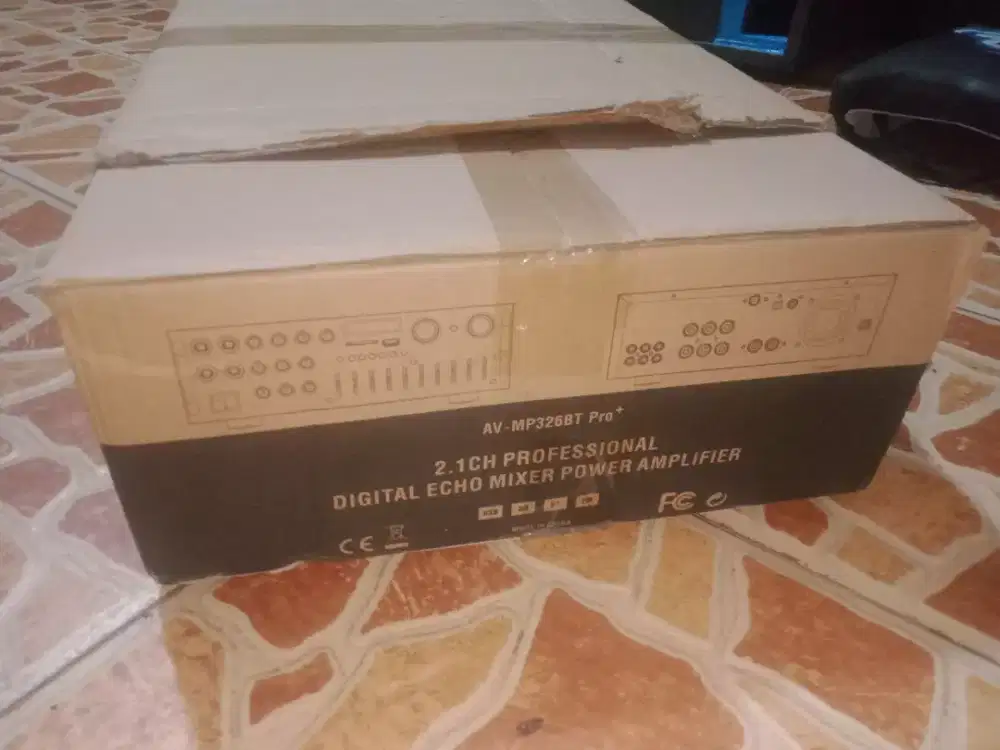 AV-MP326BT Pro+
2.1CH PROFESSIONAL
DIGITAL ECHO MIXER POWER AMPLIFIER
CE FC